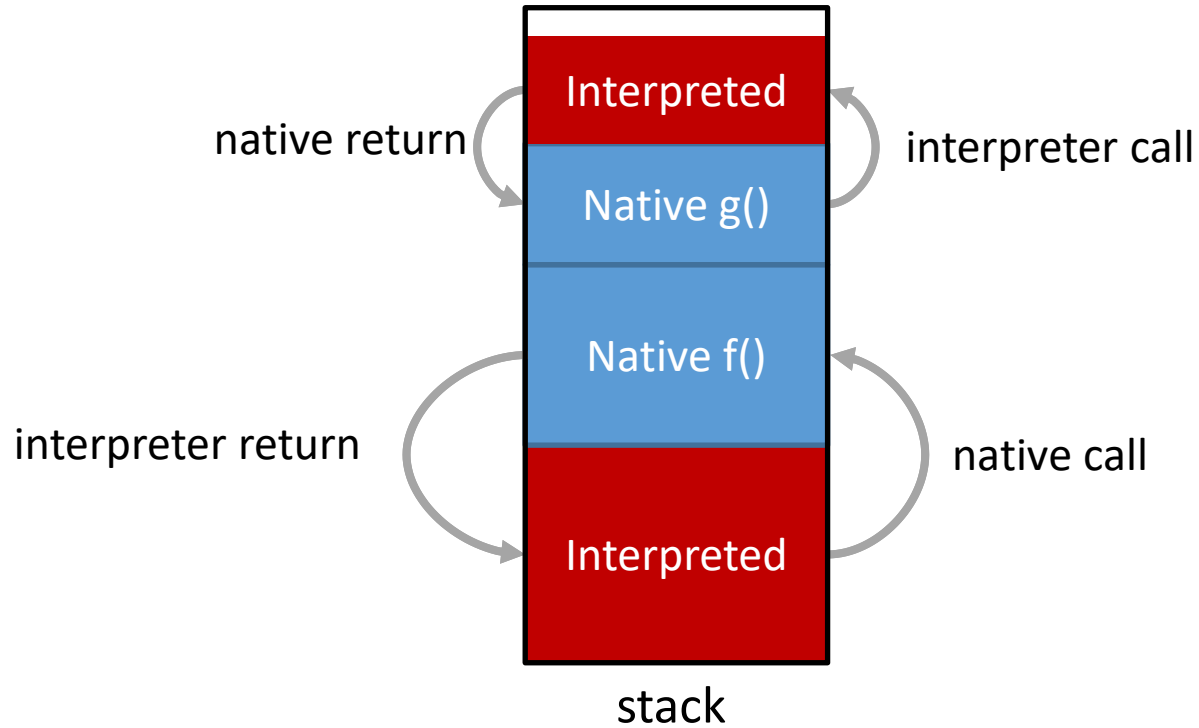 Interpreted
native return
interpreter call
Native g()
Native f()
interpreter return
native call
Interpreted
stack